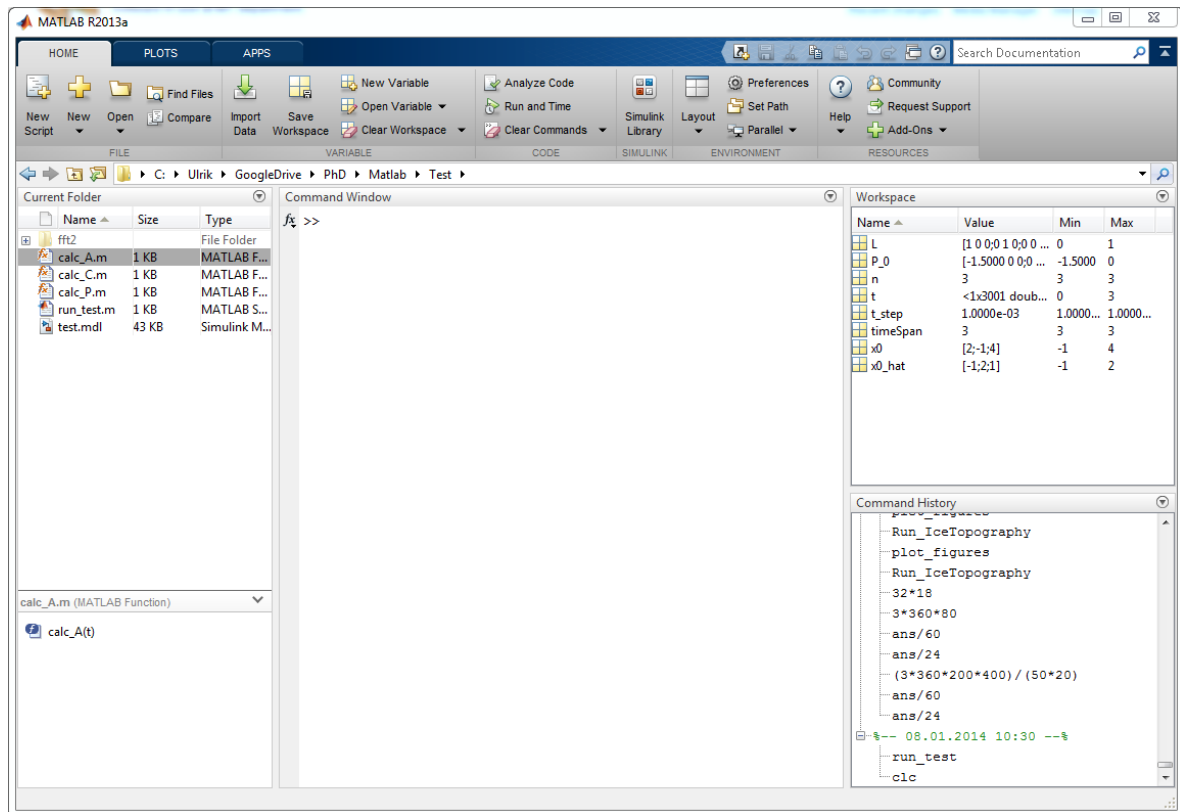 MATLAB R2013a
HOME PLOTS APPS
Search Documentation
New Script
New
Open
Find Files
Compare
Import Data
Save Workspace
New Variable
Open Variable
Clear Workspace
Analyze Code
Run and Time
Clear Commands
Simulink Library
Layout
Preferences
Set Path
Parallel
Help
Community
Request Support
Add-Ons
FILE VARIABLE CODE SIMULINK ENVIRONMENT RESOURCES
C: Ulrik GoogleDrive PhD Matlab Test
Current Folder
Name Size Type
fft2 File Folder
calc_A.m 1 KB MATLAB F...
calc_C.m 1 KB MATLAB F...
calc_P.m 1 KB MATLAB F...
run_test.m 1 KB MATLAB S...
test.mdl 43 KB Simulink M...
calc_A.m (MATLAB Function)
calc_A(t)
Command Window
fx >>
Workspace
Name Value Min Max
L [1 0 0;0 1 0;0 0 ... 0 1
P_0 [-1.5000 0 0;0 ... -1.5000 0
n 3 3 3
t <1x3001 doub... 0 3
t_step 1.0000e-03 1.0000... 1.0000...
timeSpan 3 3 3
x0 [2;-1;4] -1 4
x0_hat [-1;2;1] -1 2
Command History
plot_figures
Run_IceTopography
plot_figures
Run_IceTopography
32*18
3*360*80
ans/60
ans/24
(3*360*200*400)/(50*20)
ans/60
ans/24
%-- 08.01.2014 10:30 --%
run_test
clc